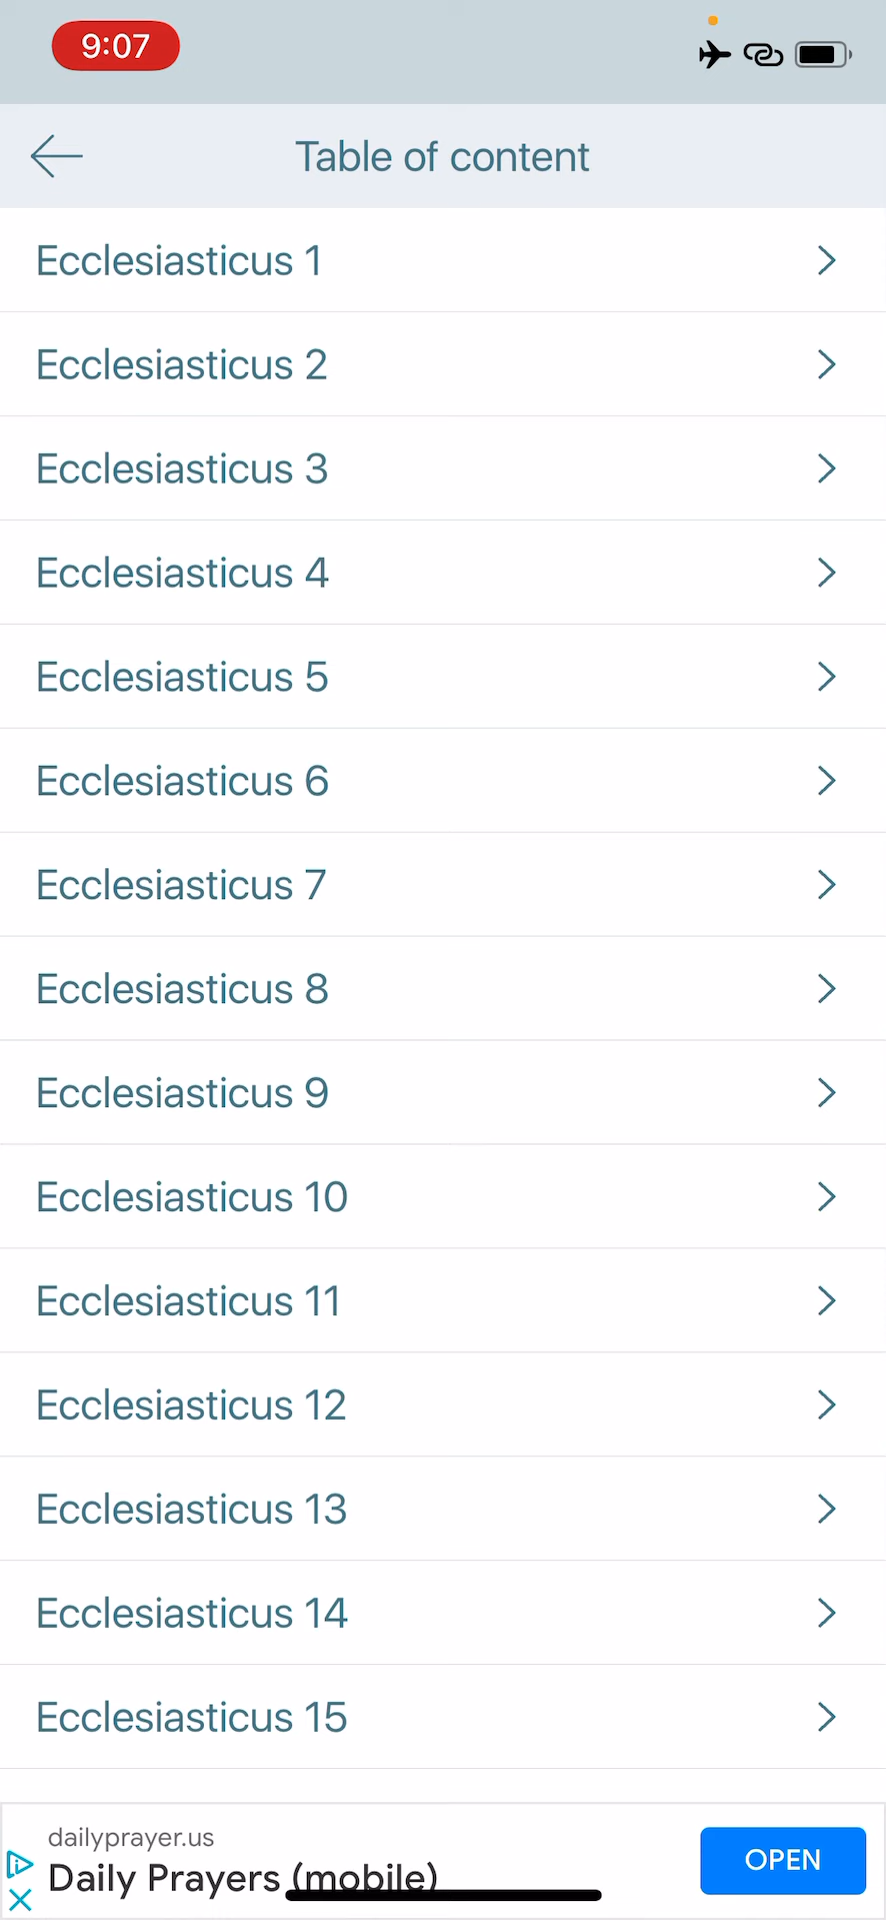 9:07
Table of content
Ecclesiasticus 1
Ecclesiasticus 2
Ecclesiasticus 3
Ecclesiasticus 4
Ecclesiasticus 5
Ecclesiasticus 6
Ecclesiasticus 7
Ecclesiasticus 8
Ecclesiasticus 9
Ecclesiasticus 10
Ecclesiasticus 11
Ecclesiasticus 12
Ecclesiasticus 13
Ecclesiasticus 14
Ecclesiasticus 15
dailyprayer.us
Daily Prayers (mobile)
OPEN